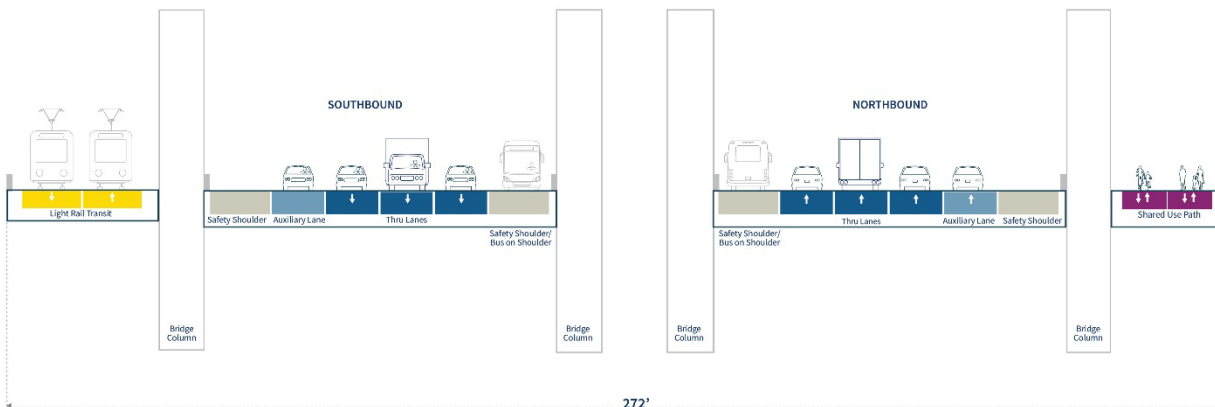 SOUTHBOUND
NORTHBOUND
Light Rail Transit
Safety Shoulder
Auxiliary Lane
Thru Lanes
Safety Shoulder/
Bus on Shoulder
Safety Shoulder/
Bus on Shoulder
Thru Lanes
Auxiliary Lane
Safety Shoulder
Shared Use Path
Bridge
Column
Bridge
Column
Bridge
Column
Bridge
Column
272’